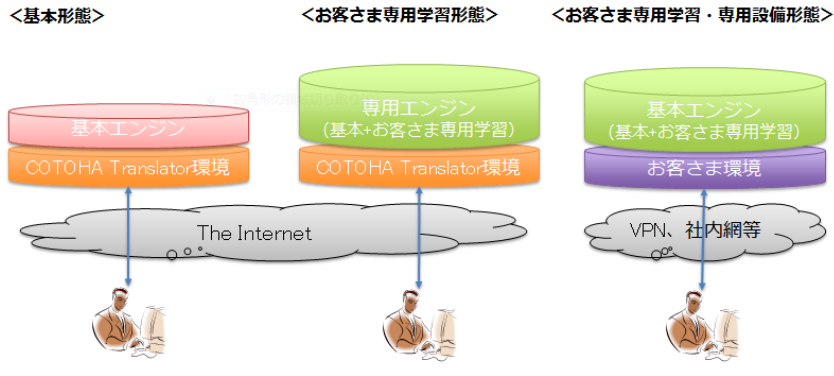 ＜基本形態＞
＜お客さま専用学習形態＞
＜お客さま専用学習・専用設備形態＞
基本エンジン
COTOHA Translator環境
専用エンジン
（基本+お客さま専用学習）
COTOHA Translator環境
基本エンジン
（基本+お客さま専用学習）
お客さま環境
The Internet
VPN、社内網等